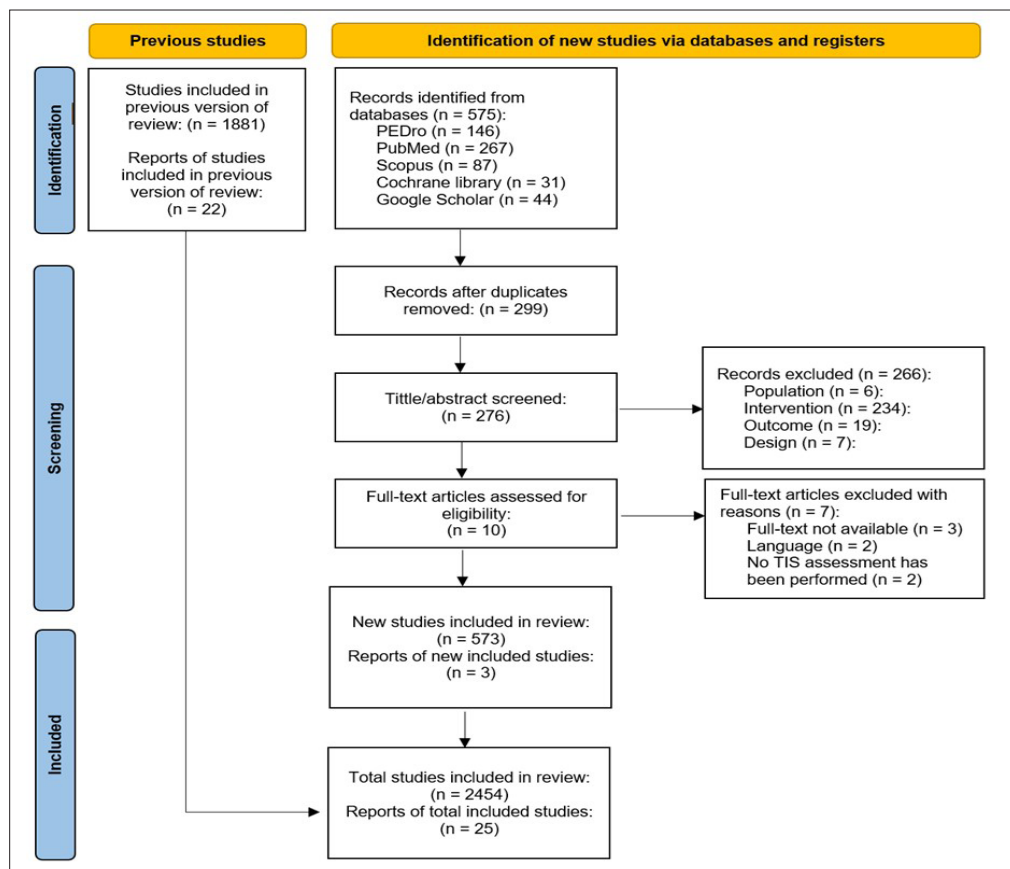 Previous studies
Identification of new studies via databases and registers
Identification
Studies included in
previous version of
review: (n = 1881)
Reports of studies
included in previous
version of review:
(n = 22)
Records identified from
databases (n = 575):
PEDro (n = 146)
PubMed (n = 267)
Scopus (n = 87)
Cochrane library (n = 31)
Google Scholar (n = 44)
Screening
Records after duplicates
removed: (n = 299)
Tittle/abstract screened:
(n = 276)
Records excluded (n = 266):
Population (n = 6):
Intervention (n = 234):
Outcome (n = 19):
Design (n = 7):
Full-text articles assessed for
eligibility:
(n = 10)
Full-text articles excluded with
reasons (n = 7):
Full-text not available (n = 3)
Language (n = 2)
No TIS assessment has
been performed (n = 2)
New studies included in review:
(n = 573)
Reports of new included studies:
(n = 3)
Included
Total studies included in review:
(n = 2454)
Reports of total included studies:
(n = 25)